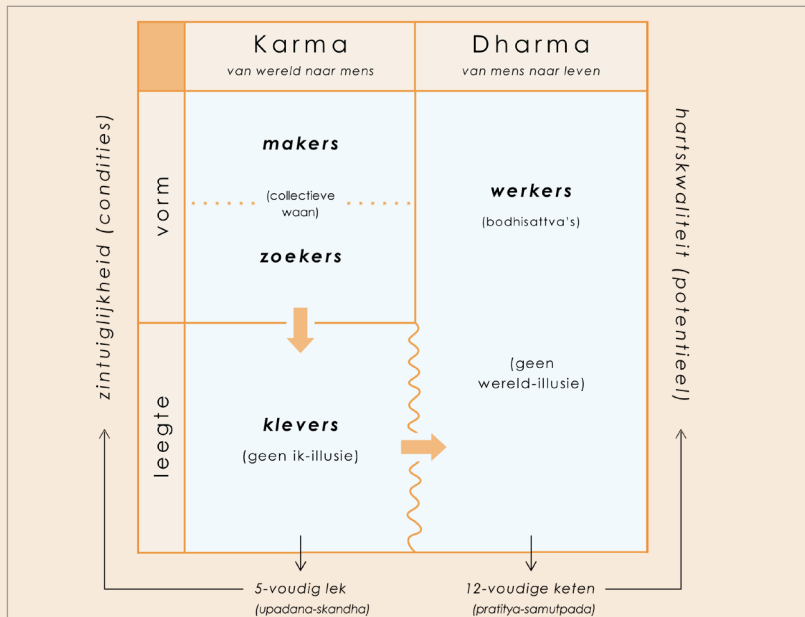 Karma
van wereld naar mens
Dharma
van mens naar leven
zintuiglijkheid (condities)
vorm
makers
(collectieve
waan)
zoekers
werkers
(bodhisattva's)
hartskwaliteit (potentieel)
leegte
klevers
(geen ik-illusie)
(geen
wereld-illusie)
5-voudig lek
(upadana-skandha)
12-voudige keten
(pratitya-samutpada)